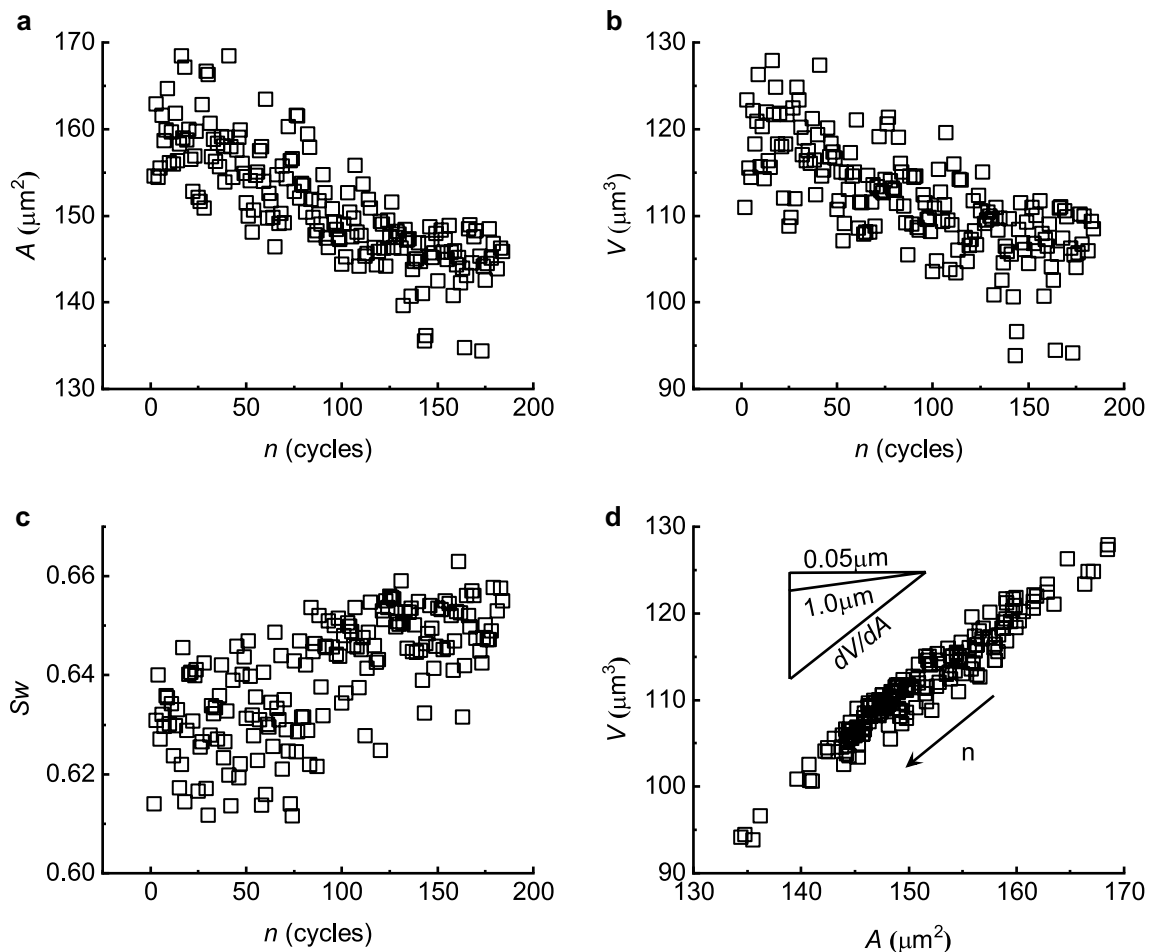 a
170
160
150
140
130
A (μm²)
0 50 100 150 200
n (cycles)
b
130
120
110
100
90
V (μm³)
0 50 100 150 200
n (cycles)
c
0.66
0.64
0.62
0.60
Sw
0 50 100 150 200
n (cycles)
d
130
120
110
100
90
V (μm³)
0.05μm
1.0μm
dV/dA
n
130 140 150 160 170
A (μm²)